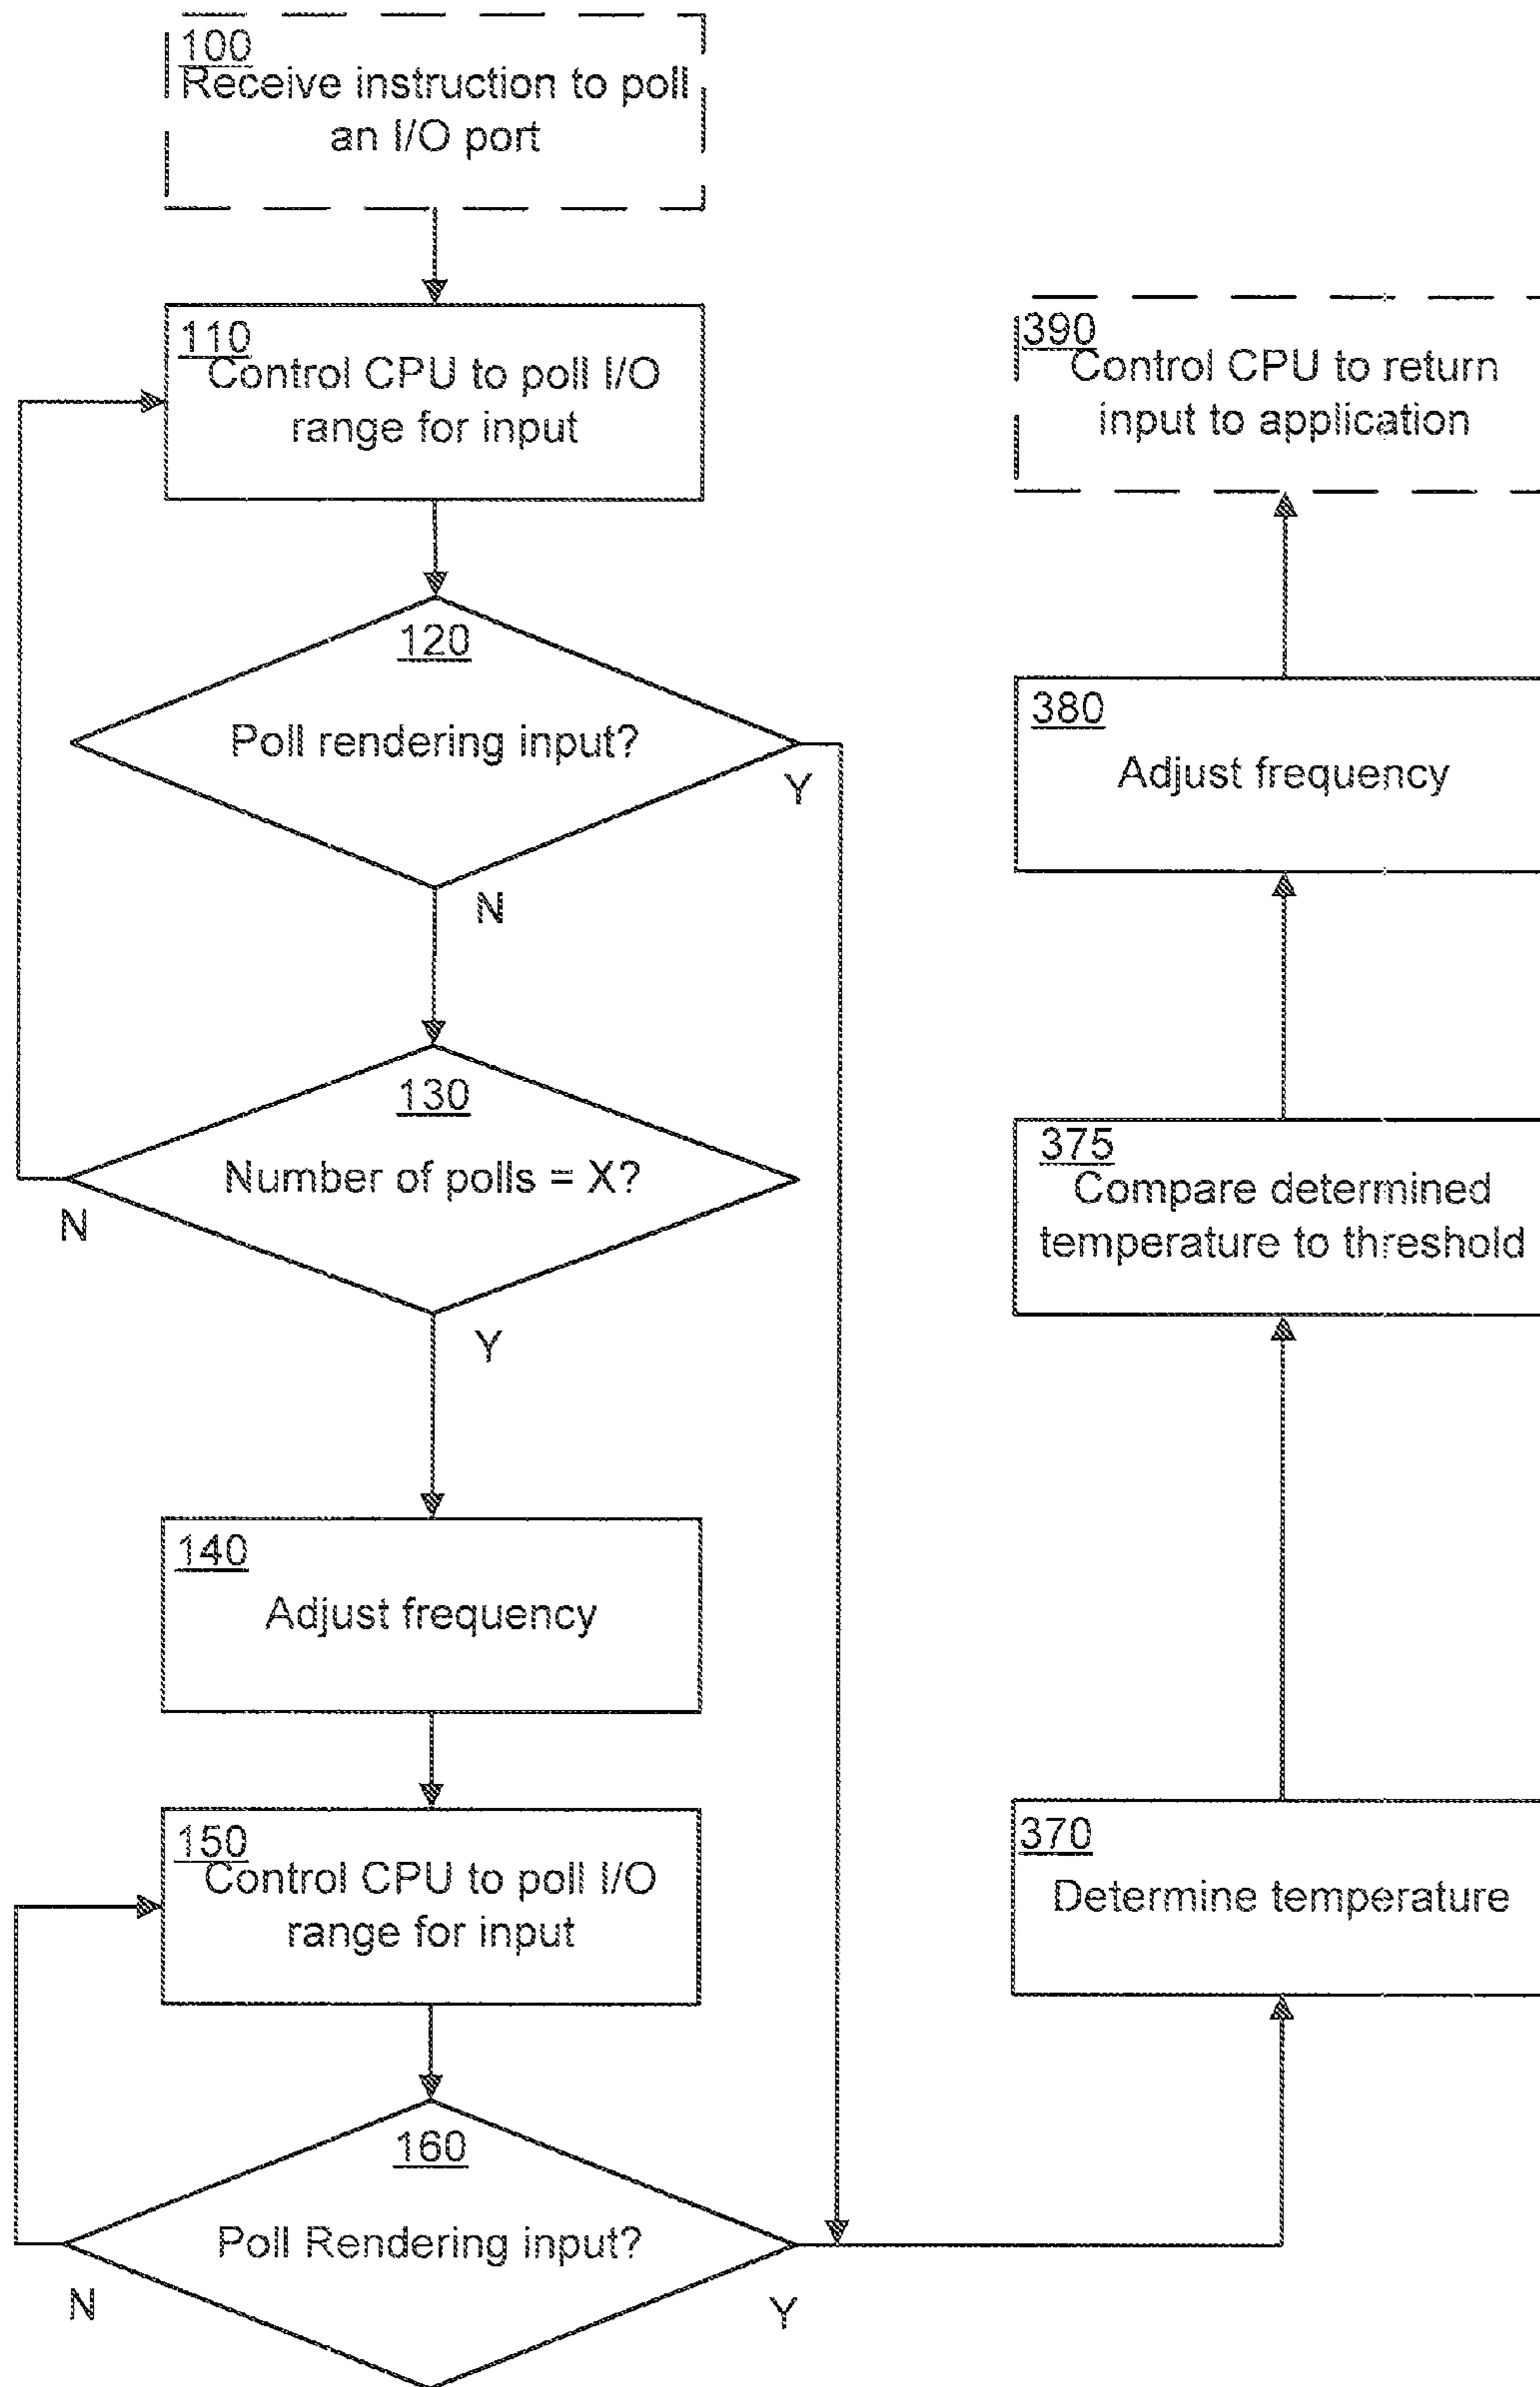 100
Receive instruction to poll
an I/O port
110
Control CPU to poll I/O
range for input
120
Poll rendering input?
Y
N
130
Number of polls = X?
N
Y
140
Adjust frequency
150
Control CPU to poll I/O
range for input
160
Poll Rendering input?
N
Y
390
Control CPU to return
input to application
380
Adjust frequency
375
Compare determined
temperature to threshold
370
Determine temperature